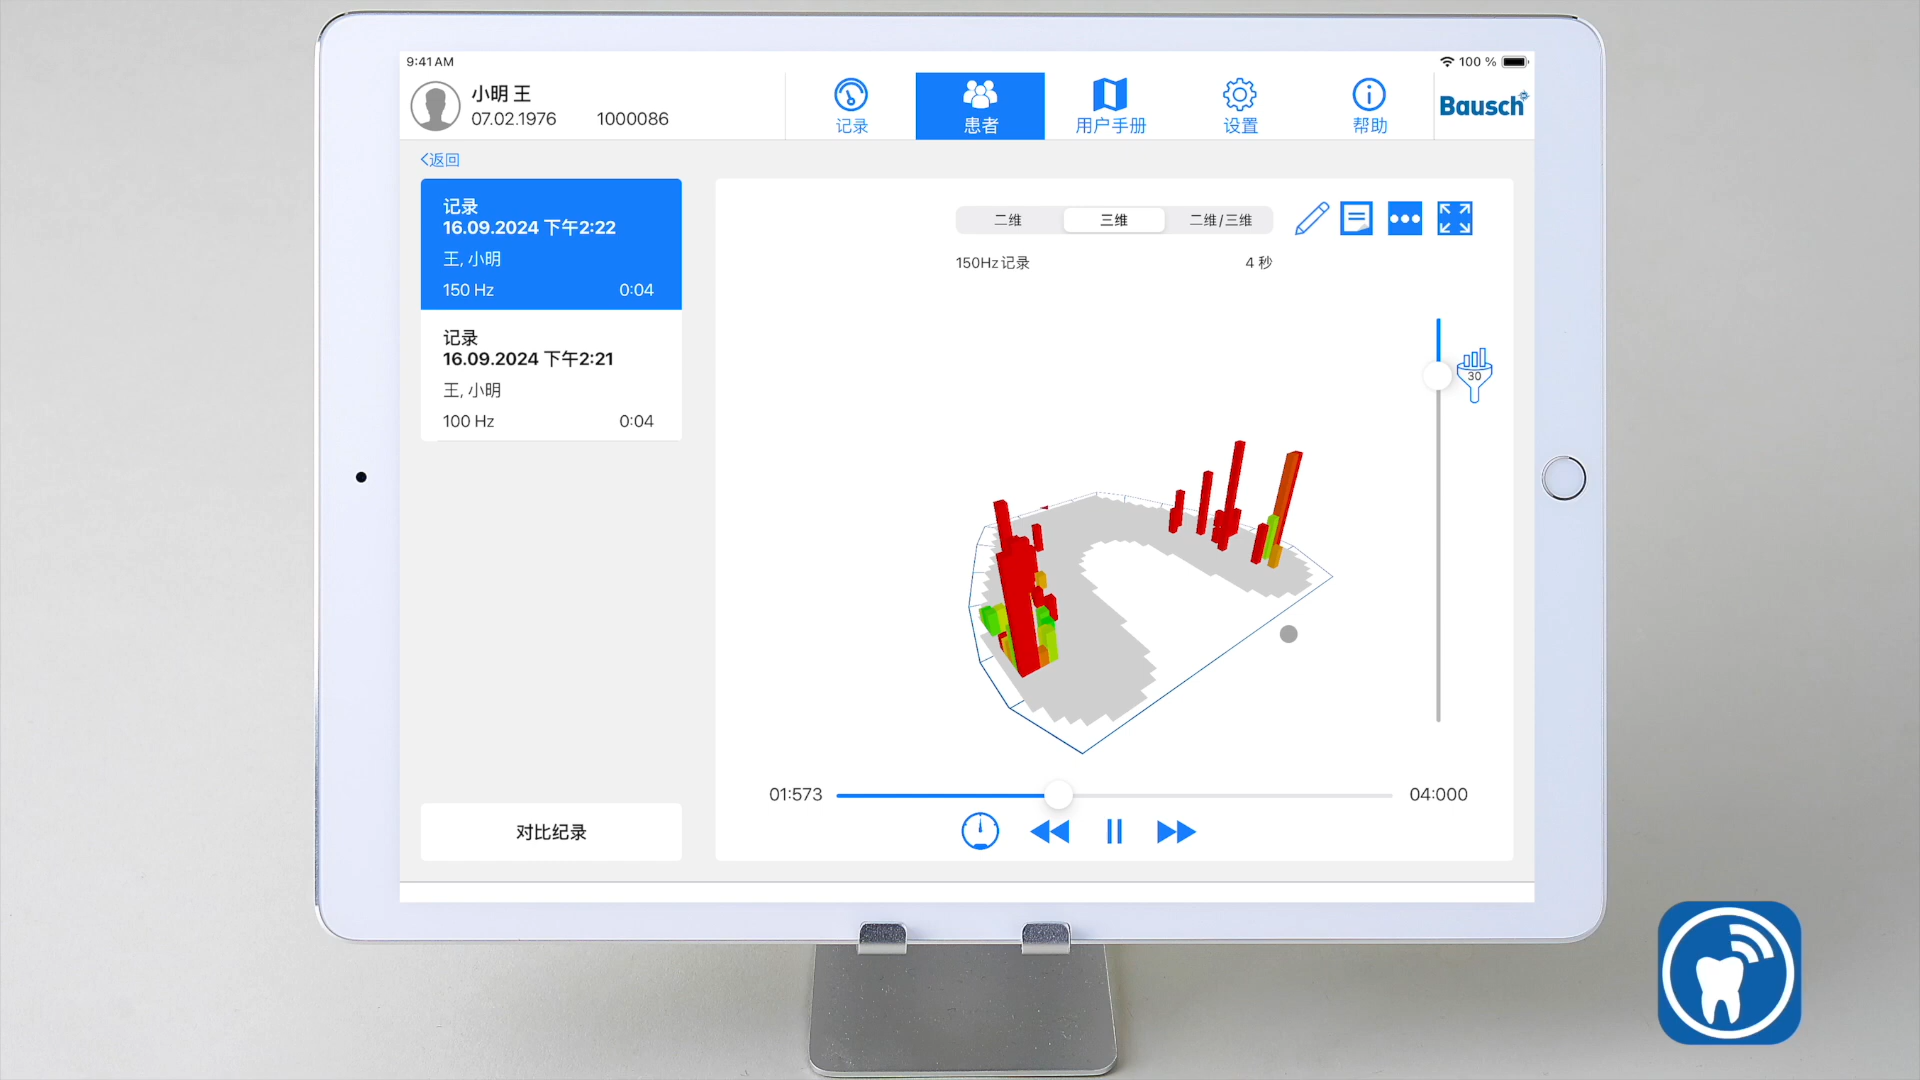 9:41 AM
100 %
小明 王
07.02.1976 1000086
记录
患者
用户手册
设置
帮助
Bausch
返回
记录
16.09.2024 下午2:22
王, 小明
150 Hz 0:04
记录
16.09.2024 下午2:21
王, 小明
100 Hz 0:04
对比纪录
二维
三维
二维/三维
150Hz 记录 4 秒
30
01:573 04:000